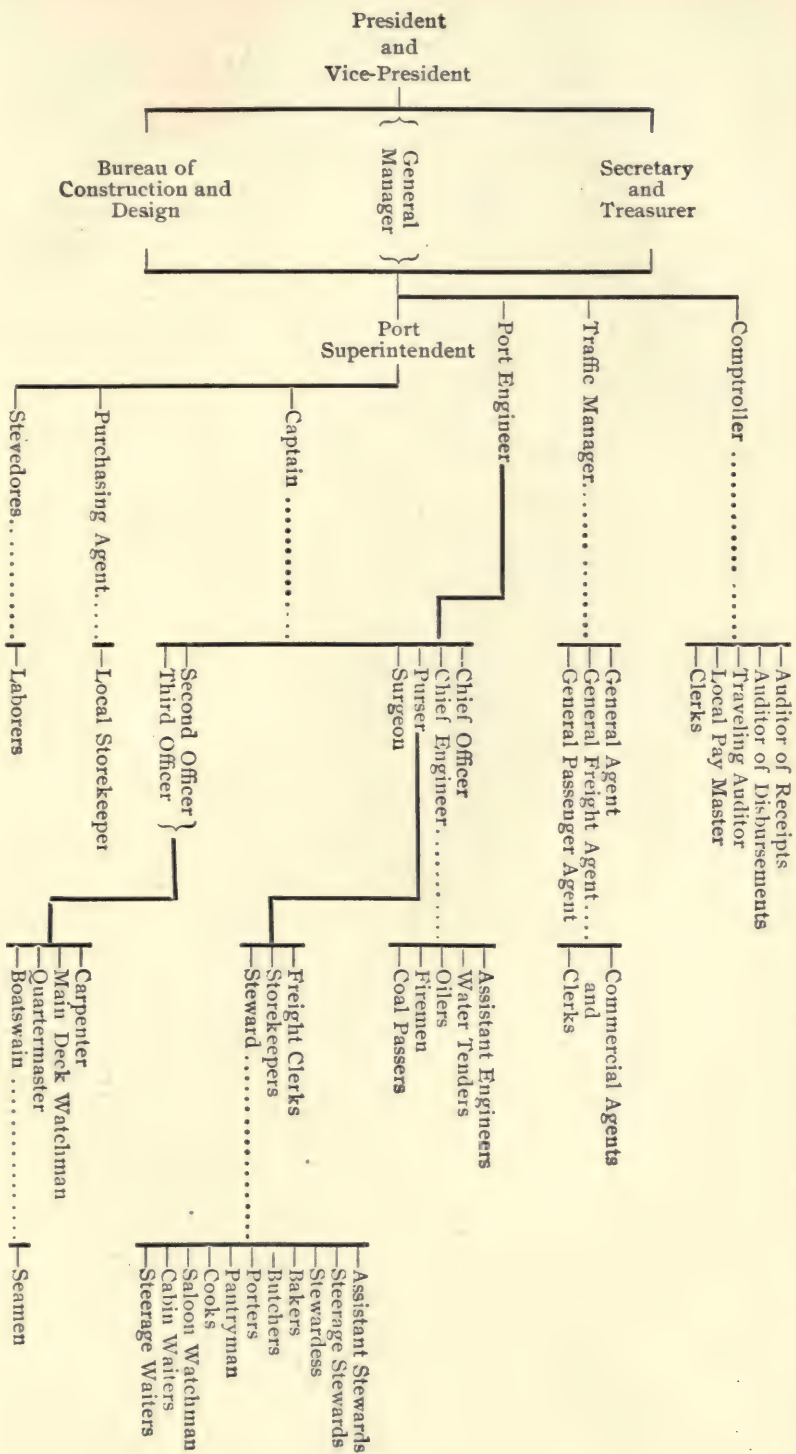 President
and
Vice-President
Bureau of
Construction and
Design
General
Manager
Secretary
and
Treasurer
Port
Superintendent
Port Engineer
Traffic Manager........ ........
Comptroller .......... ......
Stevedores...........
Purchasing Agent.....
Captain ............
Laborers
Local Storekeeper
Chief Officer
Chief Engineer..........
Purser
Surgeon
Second Officer
Third Officer
General Agent
General Freight Agent....
General Passenger Agent
Auditor of Receipts
Auditor of Disbursements
Traveling Auditor
Local Pay Master
Clerks
Carpenter
Main Deck Watchman
Quartermaster
Boatswain .............
Freight Clerks
Storekeepers
Steward ...............
Assistant Engineers
Water Tenders
Oilers
Firemen
Coal Passers
Commercial Agents
and
Clerks
Seamen
Assistant Stewards
Steerage Stewards
Stewardess
Bakers
Butchers
Porters
Pantryman
Cooks
Saloon Watchman
Cabin Waiters
Steerage Waiters